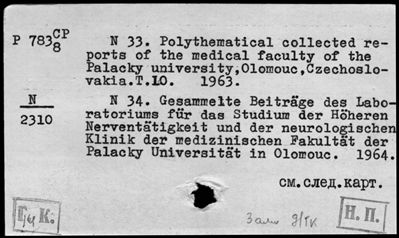 P 783 CP
8
N 33. Polythematical collected re-
ports of the medical faculty of the
Palacky university,Olomouc,Czechoslo-
vakia.T.IO. 1963.
N
2310
N 34. Gesammelte Beiträge des Labo-
ratoriums für das Studium der Höheren
Nerventätigkeit und der neurologischen
Klinik der medizinischen Fakultät der
Palacky Universität in Olomouc. 1964.
см.след.карт.
К.
Н. П.